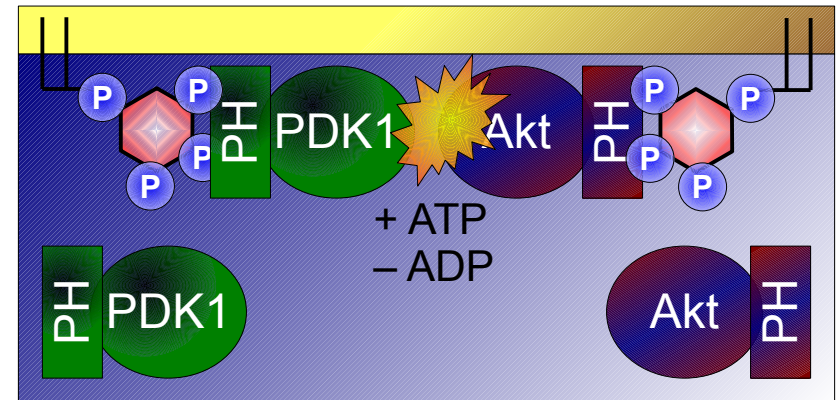 P P PH PDK1 Akt PH P P
P P
P P
+ ATP
– ADP
PH PDK1 Akt PH